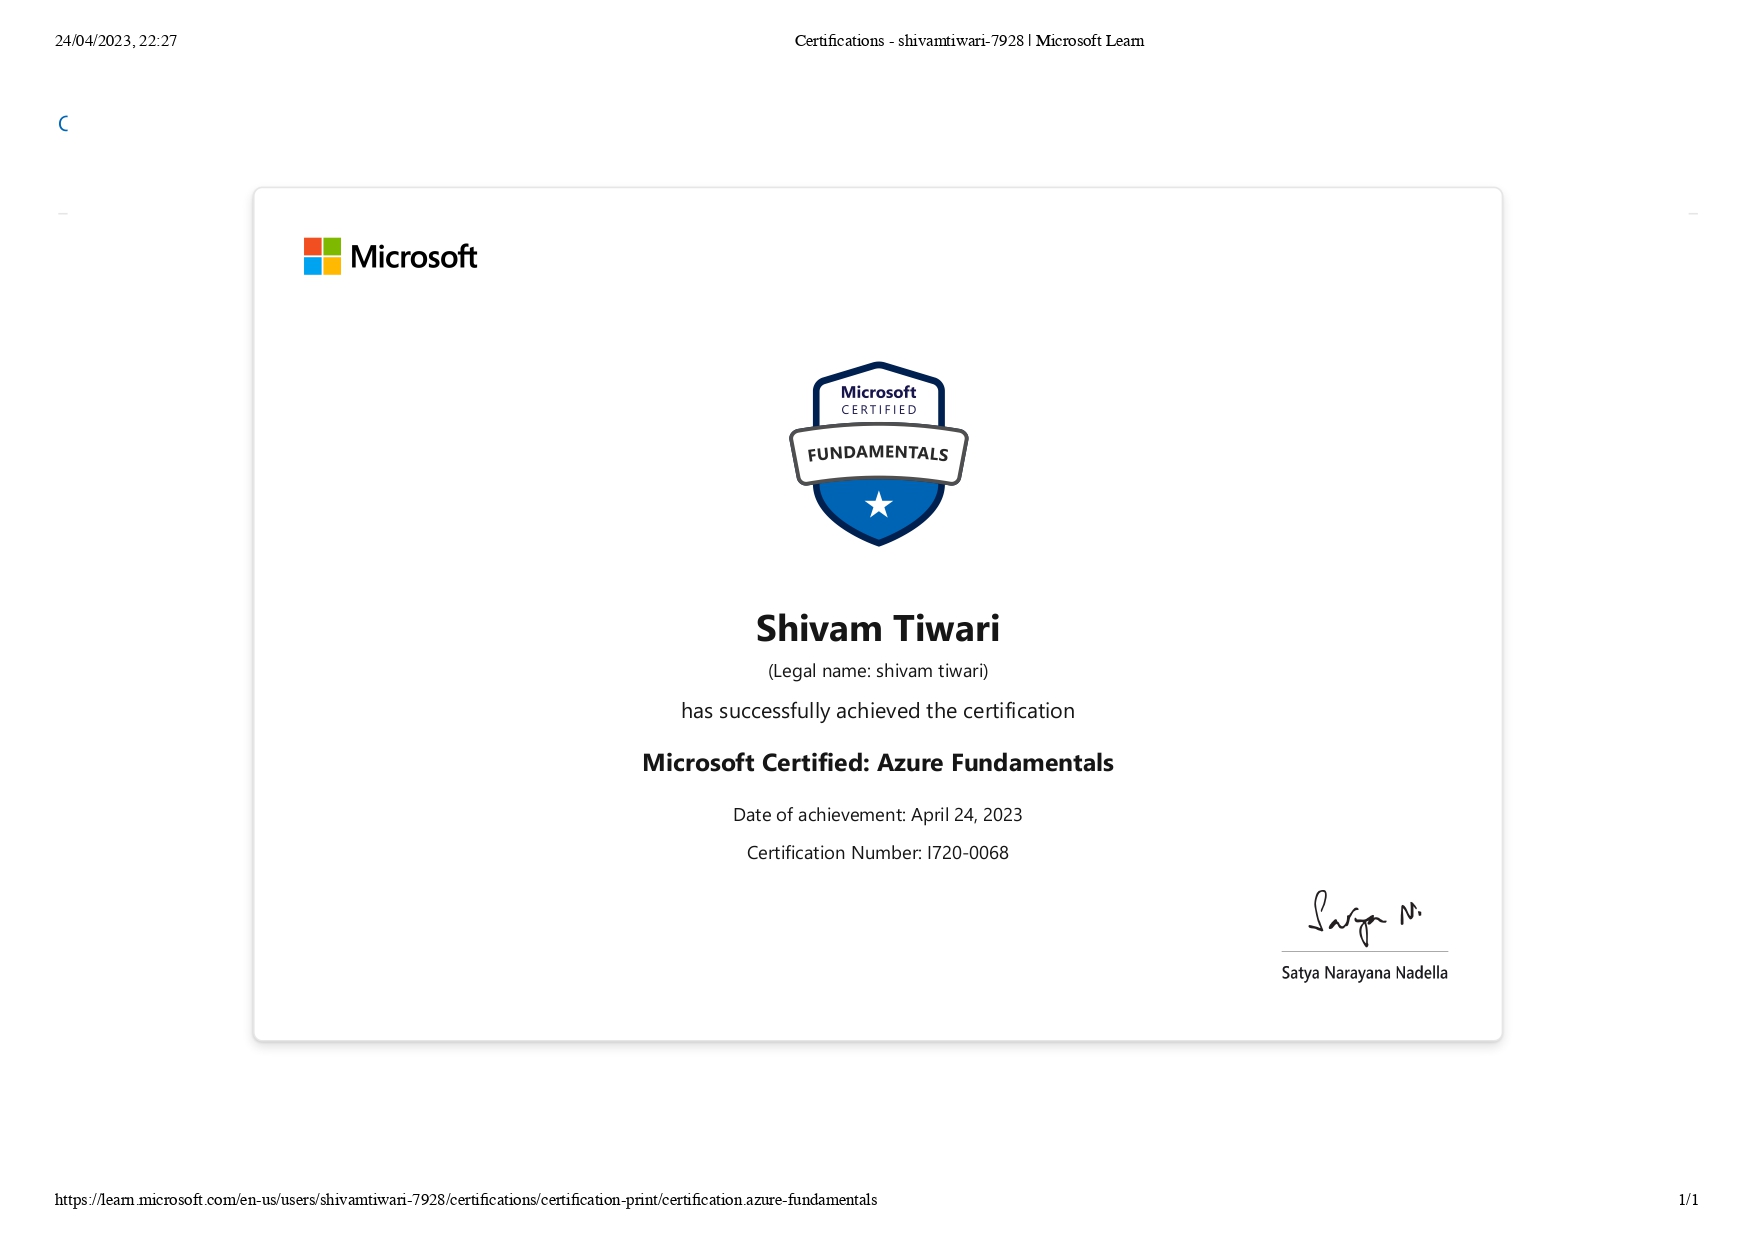 24/04/2023, 22:27 Certifications - shivamtiwari-7928 | Microsoft Learn
Microsoft
Microsoft
CERTIFIED
FUNDAMENTALS
Shivam Tiwari
(Legal name: shivam tiwari)
has successfully achieved the certification
Microsoft Certified: Azure Fundamentals
Date of achievement: April 24, 2023
Certification Number: I720-0068
Satya N.
Satya Narayana Nadella
https://learn.microsoft.com/en-us/users/shivamtiwari-7928/certifications/certification-print/certification.azure-fundamentals 1/1